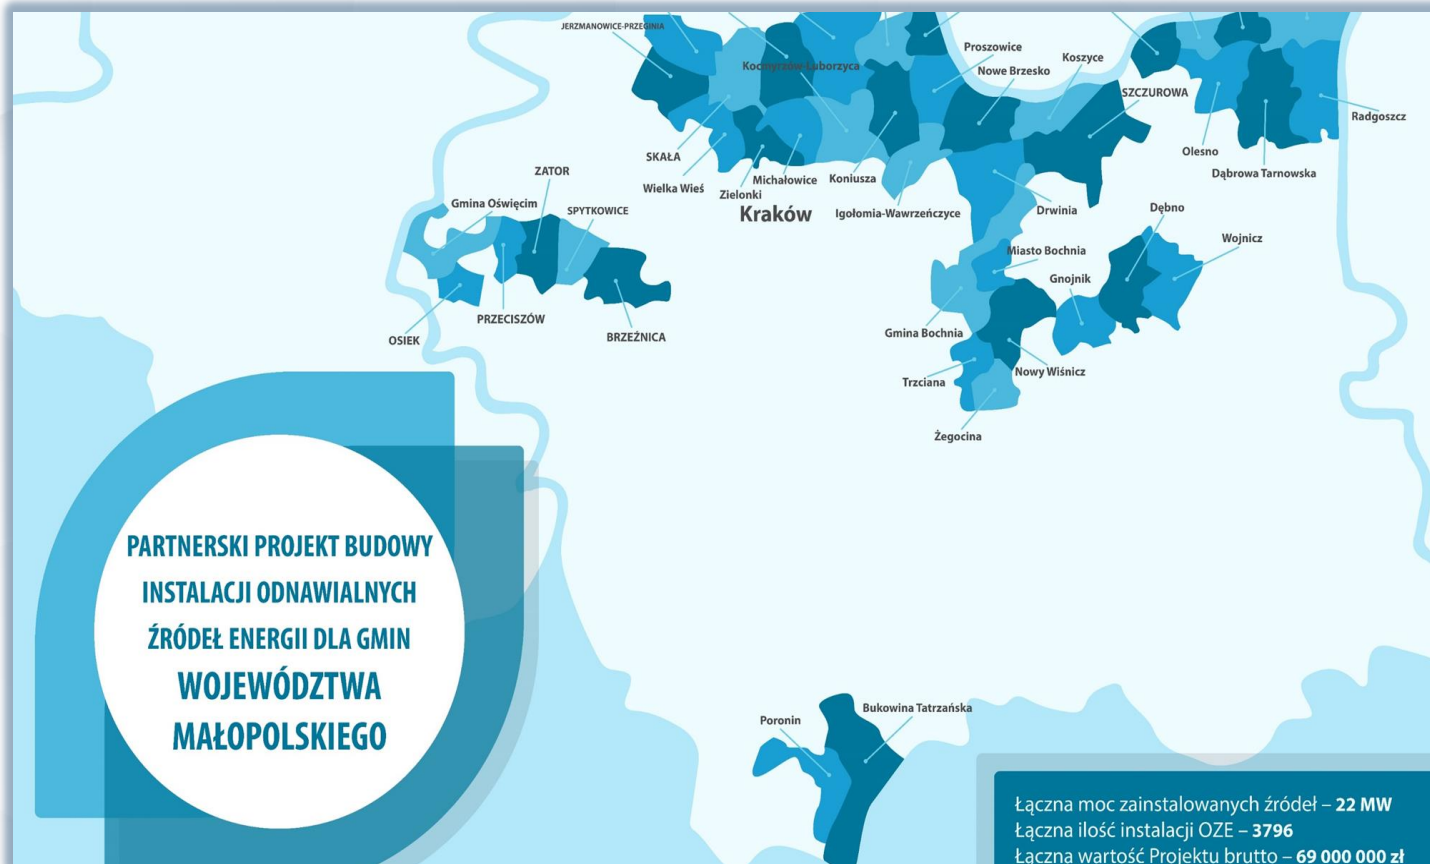 JERZMANOWICE-PRZEGINIA
Proszowice
Koszyce
Kocmyrzów-Luborzyca
Nowe Brzesko
SZCZUROWA
Radgoszcz
SKAŁA
Olesno
ZATOR
Wielka Wieś
Zielonki
Michałowice
Koniusza
Dąbrowa Tarnowska
Gmina Oświęcim
SPYTKOWICE
Kraków
Igołomia-Wawrzeńczyce
Drwinia
Dębno
Miasto Bochnia
Wojnicz
Gnojnik
PRZECISZÓW
OSIEK
BRZEŹNICA
Gmina Bochnia
Trzciana
Nowy Wiśnicz
Żegocina
PARTNERSKI PROJEKT BUDOWY
INSTALACJI ODNAWIALNYCH
ŹRÓDEŁ ENERGII DLA GMIN
WOJEWÓDZTWA
MAŁOPOLSKIEGO
Poronin
Bukowina Tatrzańska
Łączna moc zainstalowanych źródeł – 22 MW
Łączna ilość instalacji OZE – 3796
Łączna wartość Projektu brutto – 69 000 000 zł